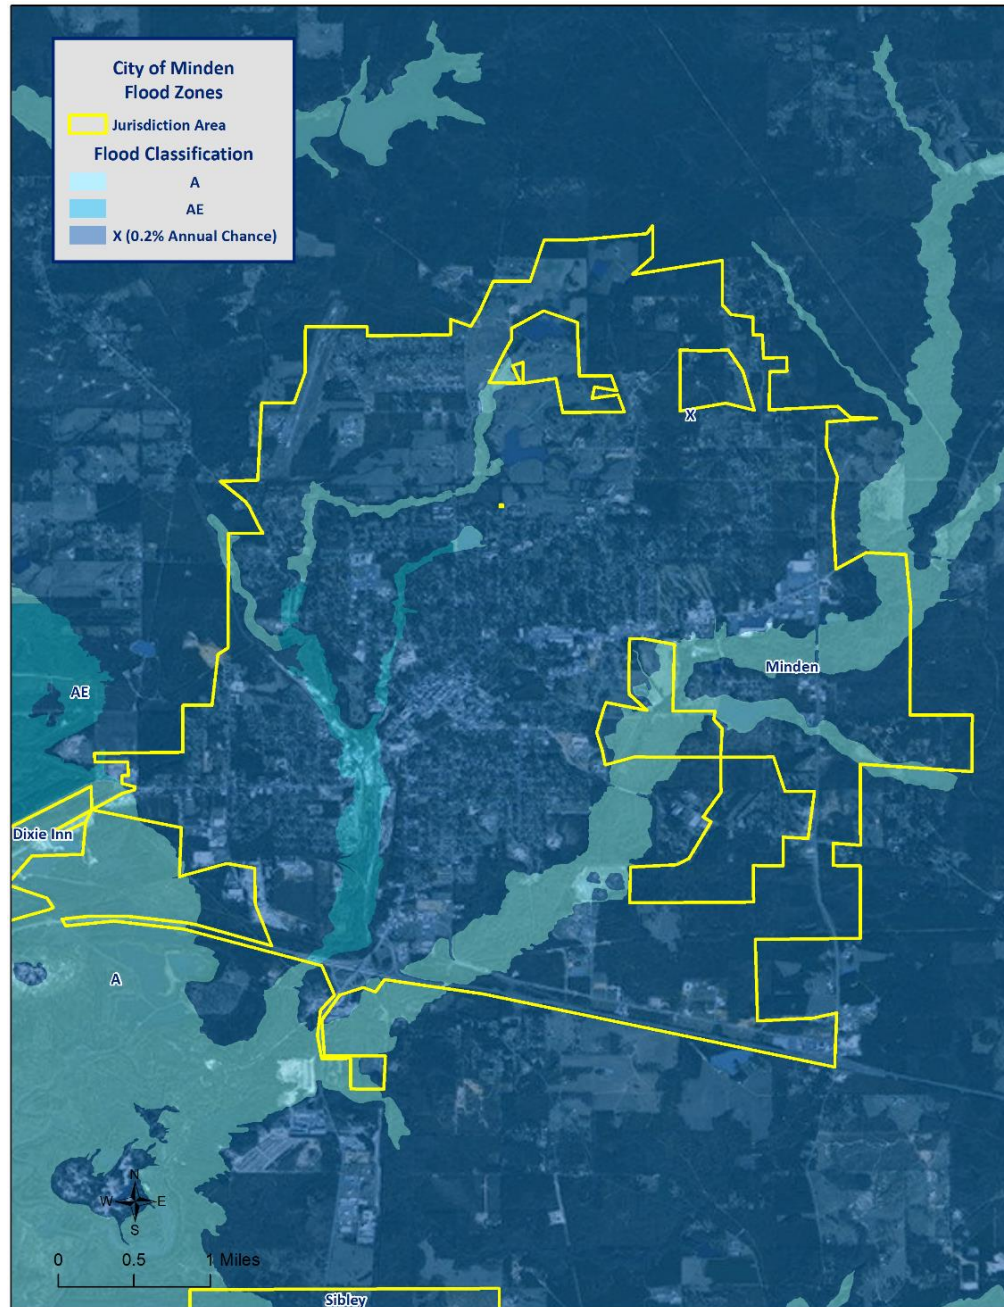 City of Minden
Flood Zones
Jurisdiction Area
Flood Classification
A
AE
X (0.2% Annual Chance)
X
Minden
AE
Dixie Inn
A
N
W E
S
0 0.5 1 Miles
Sibley